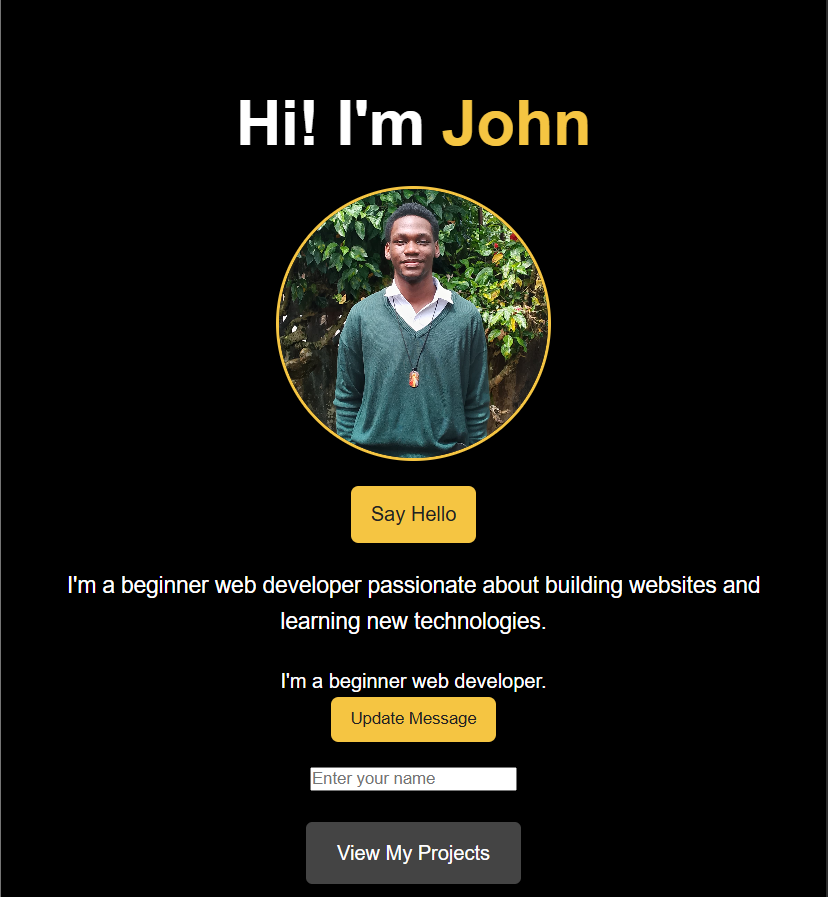 Hi! I'm John
Say Hello
I'm a beginner web developer passionate about building websites and
learning new technologies.
I'm a beginner web developer.
Update Message
Enter your name
View My Projects